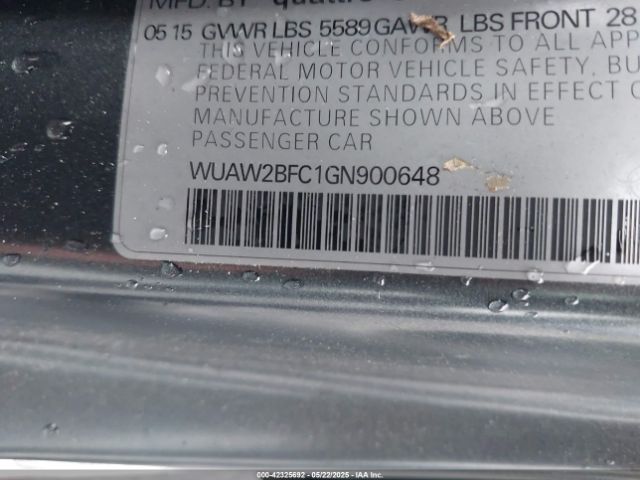 MFD. BY quattro
05 15 GVWR LBS 5589 GAWR LBS FRONT 28
THIS VEHICLE CONFORMS TO ALL APP
FEDERAL MOTOR VEHICLE SAFETY, BU
PREVENTION STANDARDS IN EFFECT O
MANUFACTURE SHOWN ABOVE
PASSENGER CAR
WUAW2BFC1GN900648
000-42325692 - 05/22/2025 - IAA Inc.